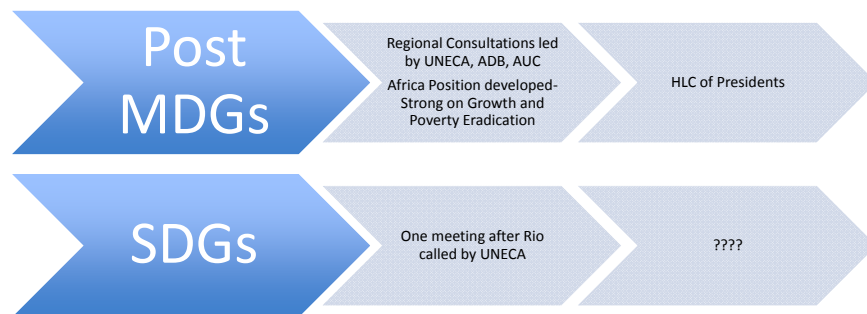 Post
MDGs
Regional Consultations led
by UNECA, ADB, AUC
Africa Position developed-
Strong on Growth and
Poverty Eradication
HLC of Presidents
SDGs
One meeting after Rio
called by UNECA
????